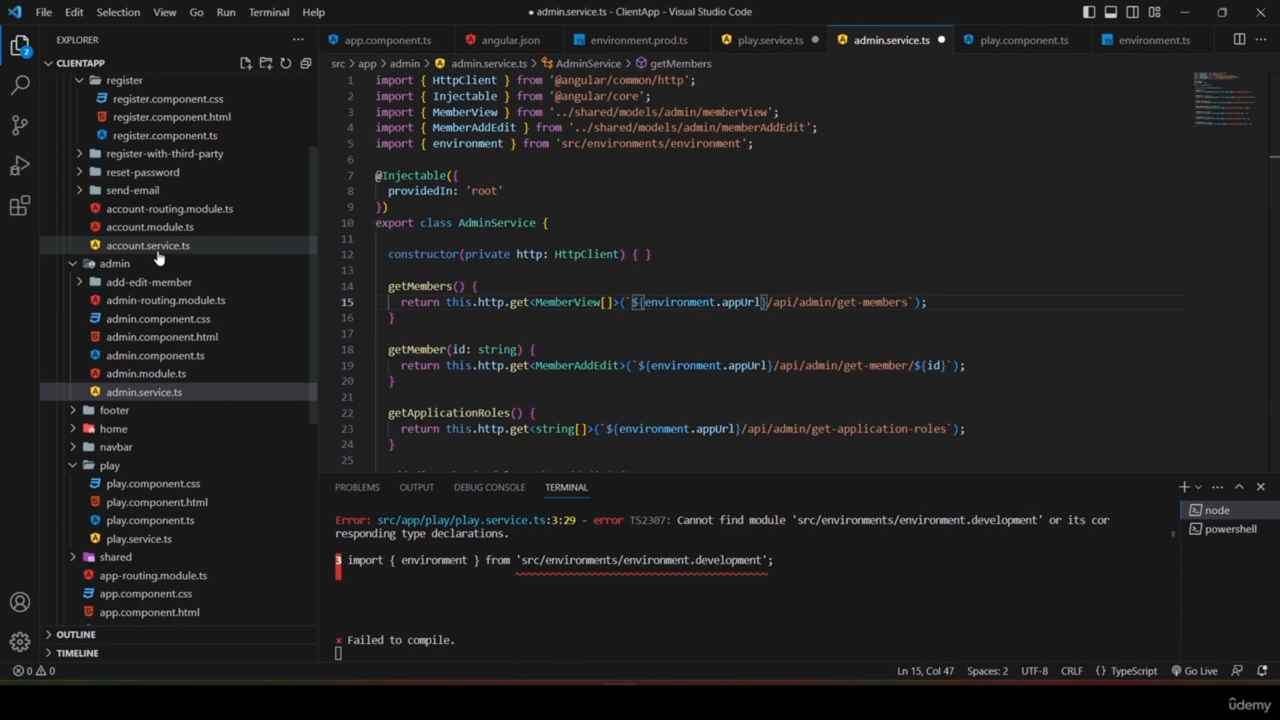 File Edit Selection View Go Run Terminal Help
● admin.service.ts - ClientApp - Visual Studio Code
EXPLORER
app.component.ts
angular.json
environment.prod.ts
play.service.ts
admin.service.ts
play.component.ts
environment.ts
2
CLIENTAPP
src > app > admin > admin.service.ts > AdminService > getMembers
register
register.component.css
register.component.html
register.component.ts
register-with-third-party
reset-password
send-email
account-routing.module.ts
account.module.ts
account.service.ts
admin
add-edit-member
admin-routing.module.ts
admin.component.css
admin.component.html
admin.component.ts
admin.module.ts
admin.service.ts
footer
home
navbar
play
play.component.css
play.component.html
play.component.ts
play.service.ts
shared
app-routing.module.ts
app.component.css
app.component.html
OUTLINE
TIMELINE
1 import { HttpClient } from '@angular/common/http';
2 import { Injectable } from '@angular/core';
3 import { MemberView } from '../shared/models/admin/memberView';
4 import { MemberAddEdit } from '../shared/models/admin/memberAddEdit';
5 import { environment } from 'src/environments/environment';
6
7 @Injectable({
8 providedIn: 'root'
9 })
10 export class AdminService {
11
12 constructor(private http: HttpClient) { }
13
14 getMembers() {
15 return this.http.get<MemberView[]>(`${environment.appUrl}/api/admin/get-members`);
16 }
17
18 getMember(id: string) {
19 return this.http.get<MemberAddEdit>(`${environment.appUrl}/api/admin/get-member/${id}`);
20 }
21
22 getApplicationRoles() {
23 return this.http.get<string[]>(`${environment.appUrl}/api/admin/get-application-roles`);
24 }
25
PROBLEMS OUTPUT DEBUG CONSOLE TERMINAL
Error: src/app/play/play.service.ts:3:29 - error TS2307: Cannot find module 'src/environments/environment.development' or its cor
responding type declarations.
3 import { environment } from 'src/environments/environment.development';
× Failed to compile.
node
powershell
0 0
Ln 15, Col 47 Spaces: 2 UTF-8 CRLF {} TypeScript Go Live
ûdemy